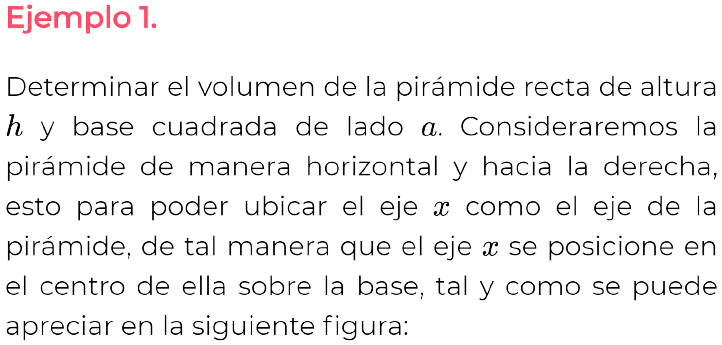 Ejemplo 1.
Determinar el volumen de la pirámide recta de altura
h y base cuadrada de lado a. Consideraremos la
pirámide de manera horizontal y hacia la derecha,
esto para poder ubicar el eje x como el eje de la
pirámide, de tal manera que el eje x se posicione en
el centro de ella sobre la base, tal y como se puede
apreciar en la siguiente figura: